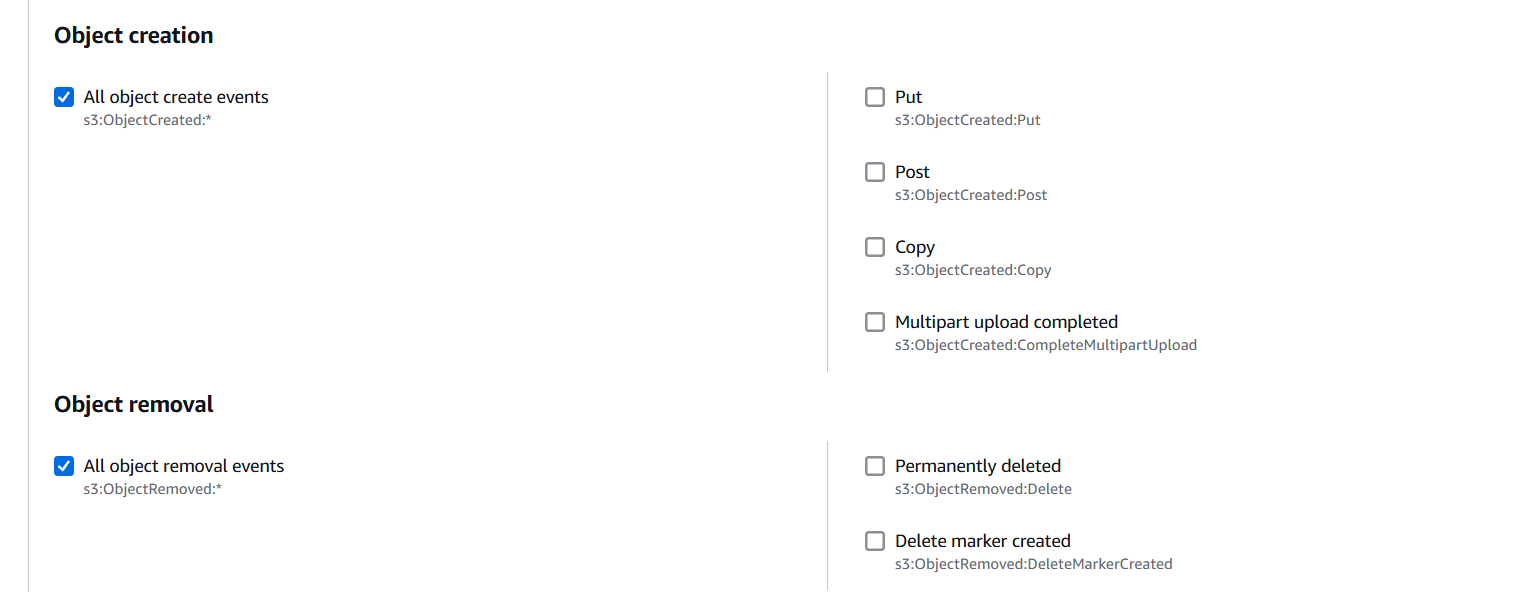 Object creation
All object create events
s3:ObjectCreated:*
Put
s3:ObjectCreated:Put
Post
s3:ObjectCreated:Post
Copy
s3:ObjectCreated:Copy
Multipart upload completed
s3:ObjectCreated:CompleteMultipartUpload
Object removal
All object removal events
s3:ObjectRemoved:*
Permanently deleted
s3:ObjectRemoved:Delete
Delete marker created
s3:ObjectRemoved:DeleteMarkerCreated